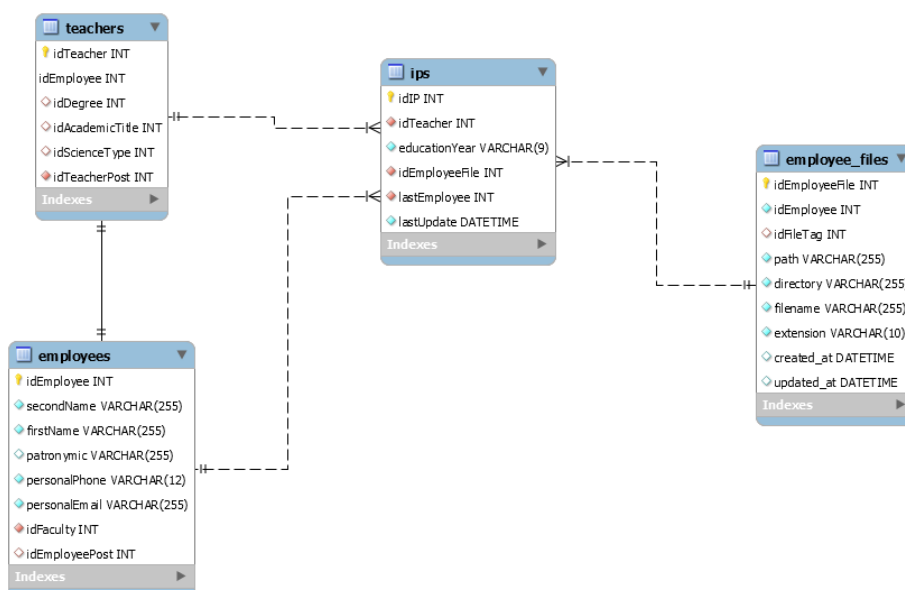 teachers
idTeacher INT
idEmployee INT
idDegree INT
idAcademicTitle INT
idScienceType INT
idTeacherPost INT
Indexes
ips
idIP INT
idTeacher INT
educationYear VARCHAR(9)
idEmployeeFile INT
lastEmployee INT
lastUpdate DATETIME
Indexes
employee_files
idEmployeeFile INT
idEmployee INT
idFileTag INT
path VARCHAR(255)
directory VARCHAR(255)
filename VARCHAR(255)
extension VARCHAR(10)
created_at DATETIME
updated_at DATETIME
Indexes
employees
idEmployee INT
secondName VARCHAR(255)
firstName VARCHAR(255)
patronymic VARCHAR(255)
personalPhone VARCHAR(12)
personalEmail VARCHAR(255)
idFaculty INT
idEmployeePost INT
Indexes